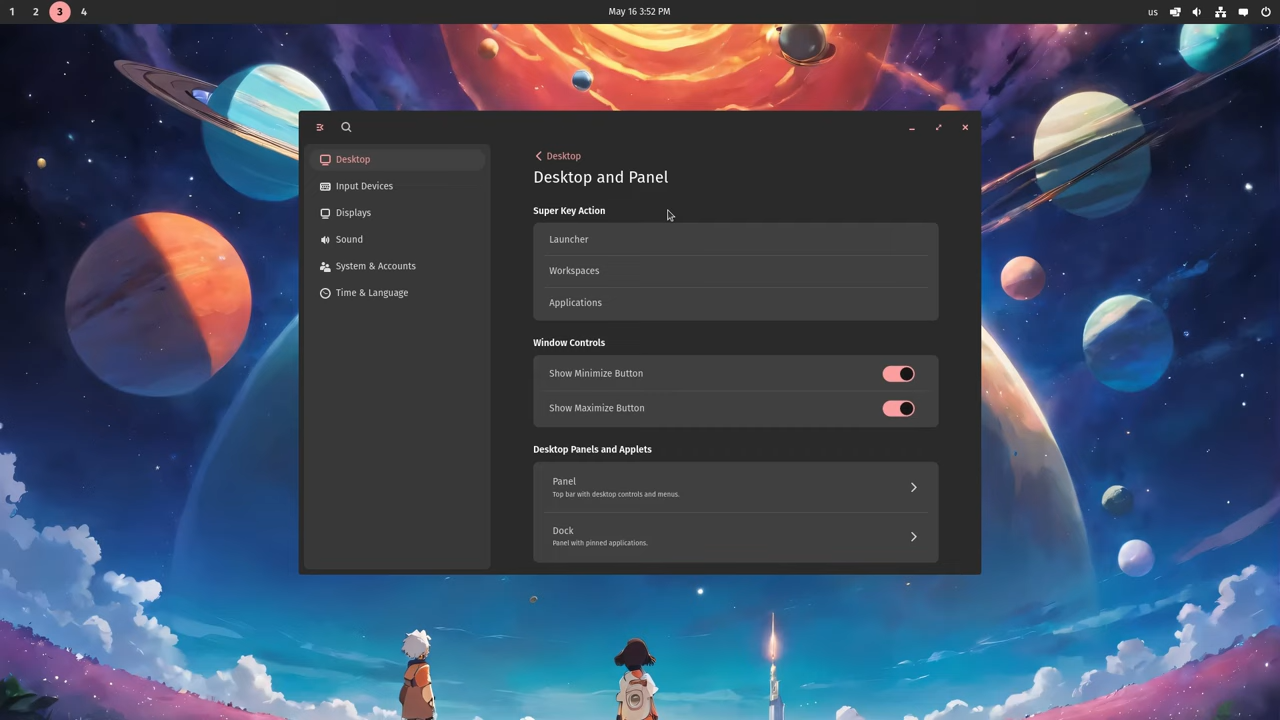 1 2 3 4
May 16 3:52 PM
us
Desktop
Input Devices
Displays
Sound
System & Accounts
Time & Language
Desktop
Desktop and Panel
Super Key Action
Launcher
Workspaces
Applications
Window Controls
Show Minimize Button
Show Maximize Button
Desktop Panels and Applets
Panel
Top bar with desktop controls and menus.
Dock
Panel with pinned applications.